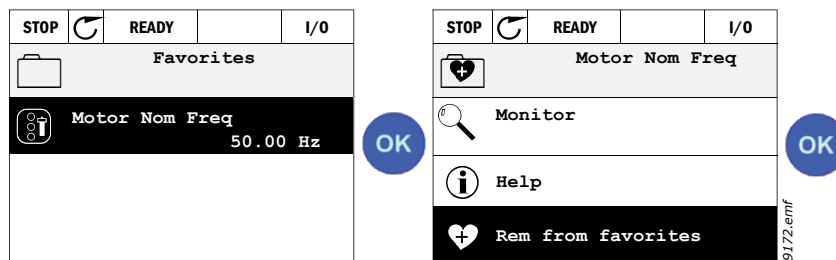 STOP READY I/O
Favorites
Motor Nom Freq
50.00 Hz
OK
STOP READY I/O
Motor Nom Freq
Monitor
Help
Rem from favorites
OK
9172.emf